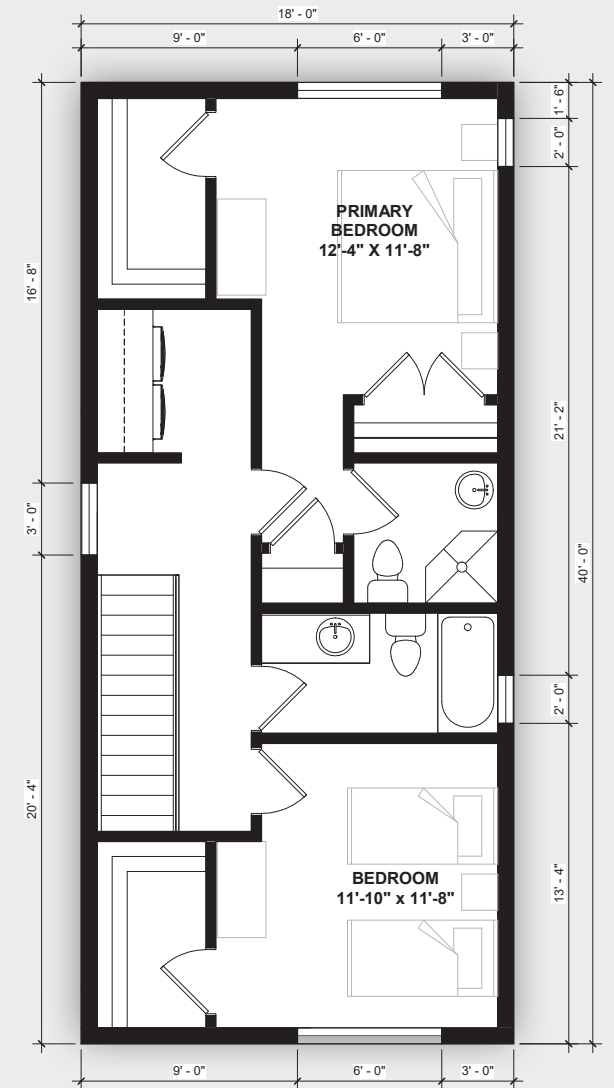 18' - 0"
9' - 0"
6' - 0"
3' - 0"
1' - 6"
2' - 0"
PRIMARY
BEDROOM
12'-4" X 11'-8"
16' - 8"
21' - 2"
3' - 0"
40' - 0"
2' - 0"
20' - 4"
13' - 4"
BEDROOM
11'-10" x 11'-8"
9' - 0"
6' - 0"
3' - 0"